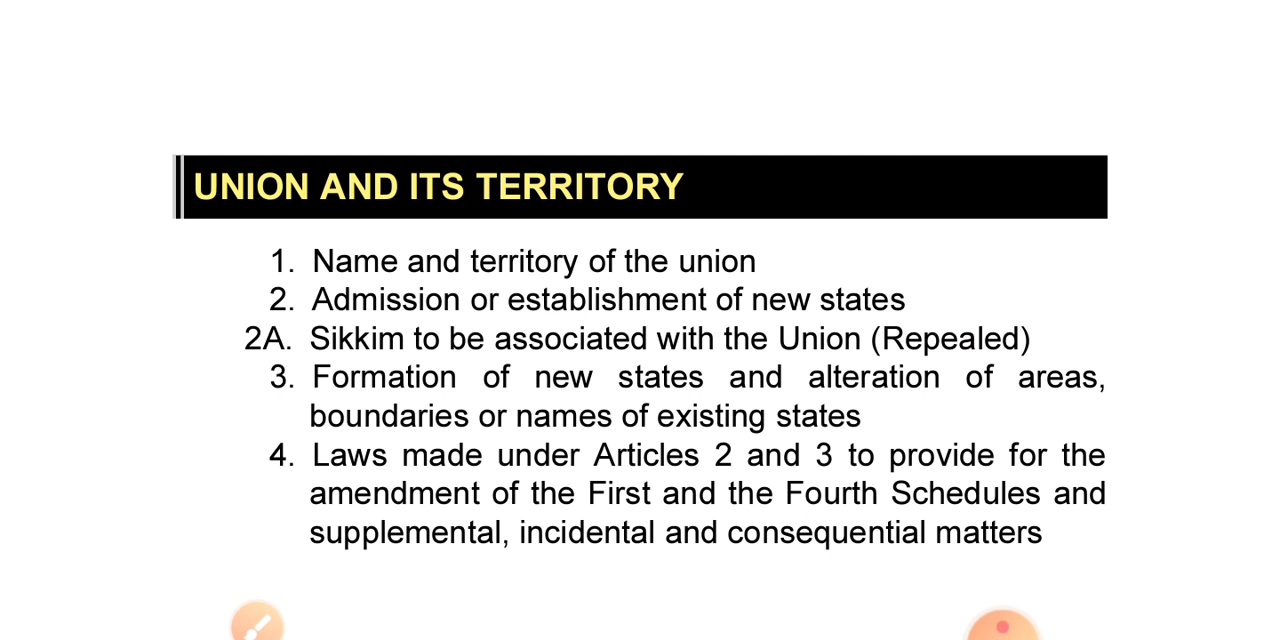 UNION AND ITS TERRITORY
1. Name and territory of the union
2. Admission or establishment of new states
2A. Sikkim to be associated with the Union (Repealed)
3. Formation of new states and alteration of areas,
boundaries or names of existing states
4. Laws made under Articles 2 and 3 to provide for the
amendment of the First and the Fourth Schedules and
supplemental, incidental and consequential matters